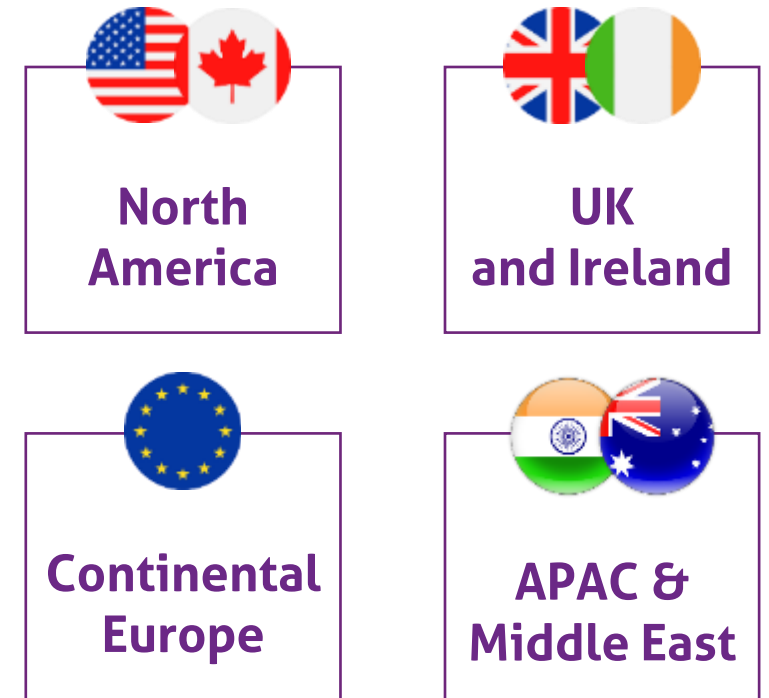 North
America
UK
and Ireland
Continental
Europe
APAC &
Middle East